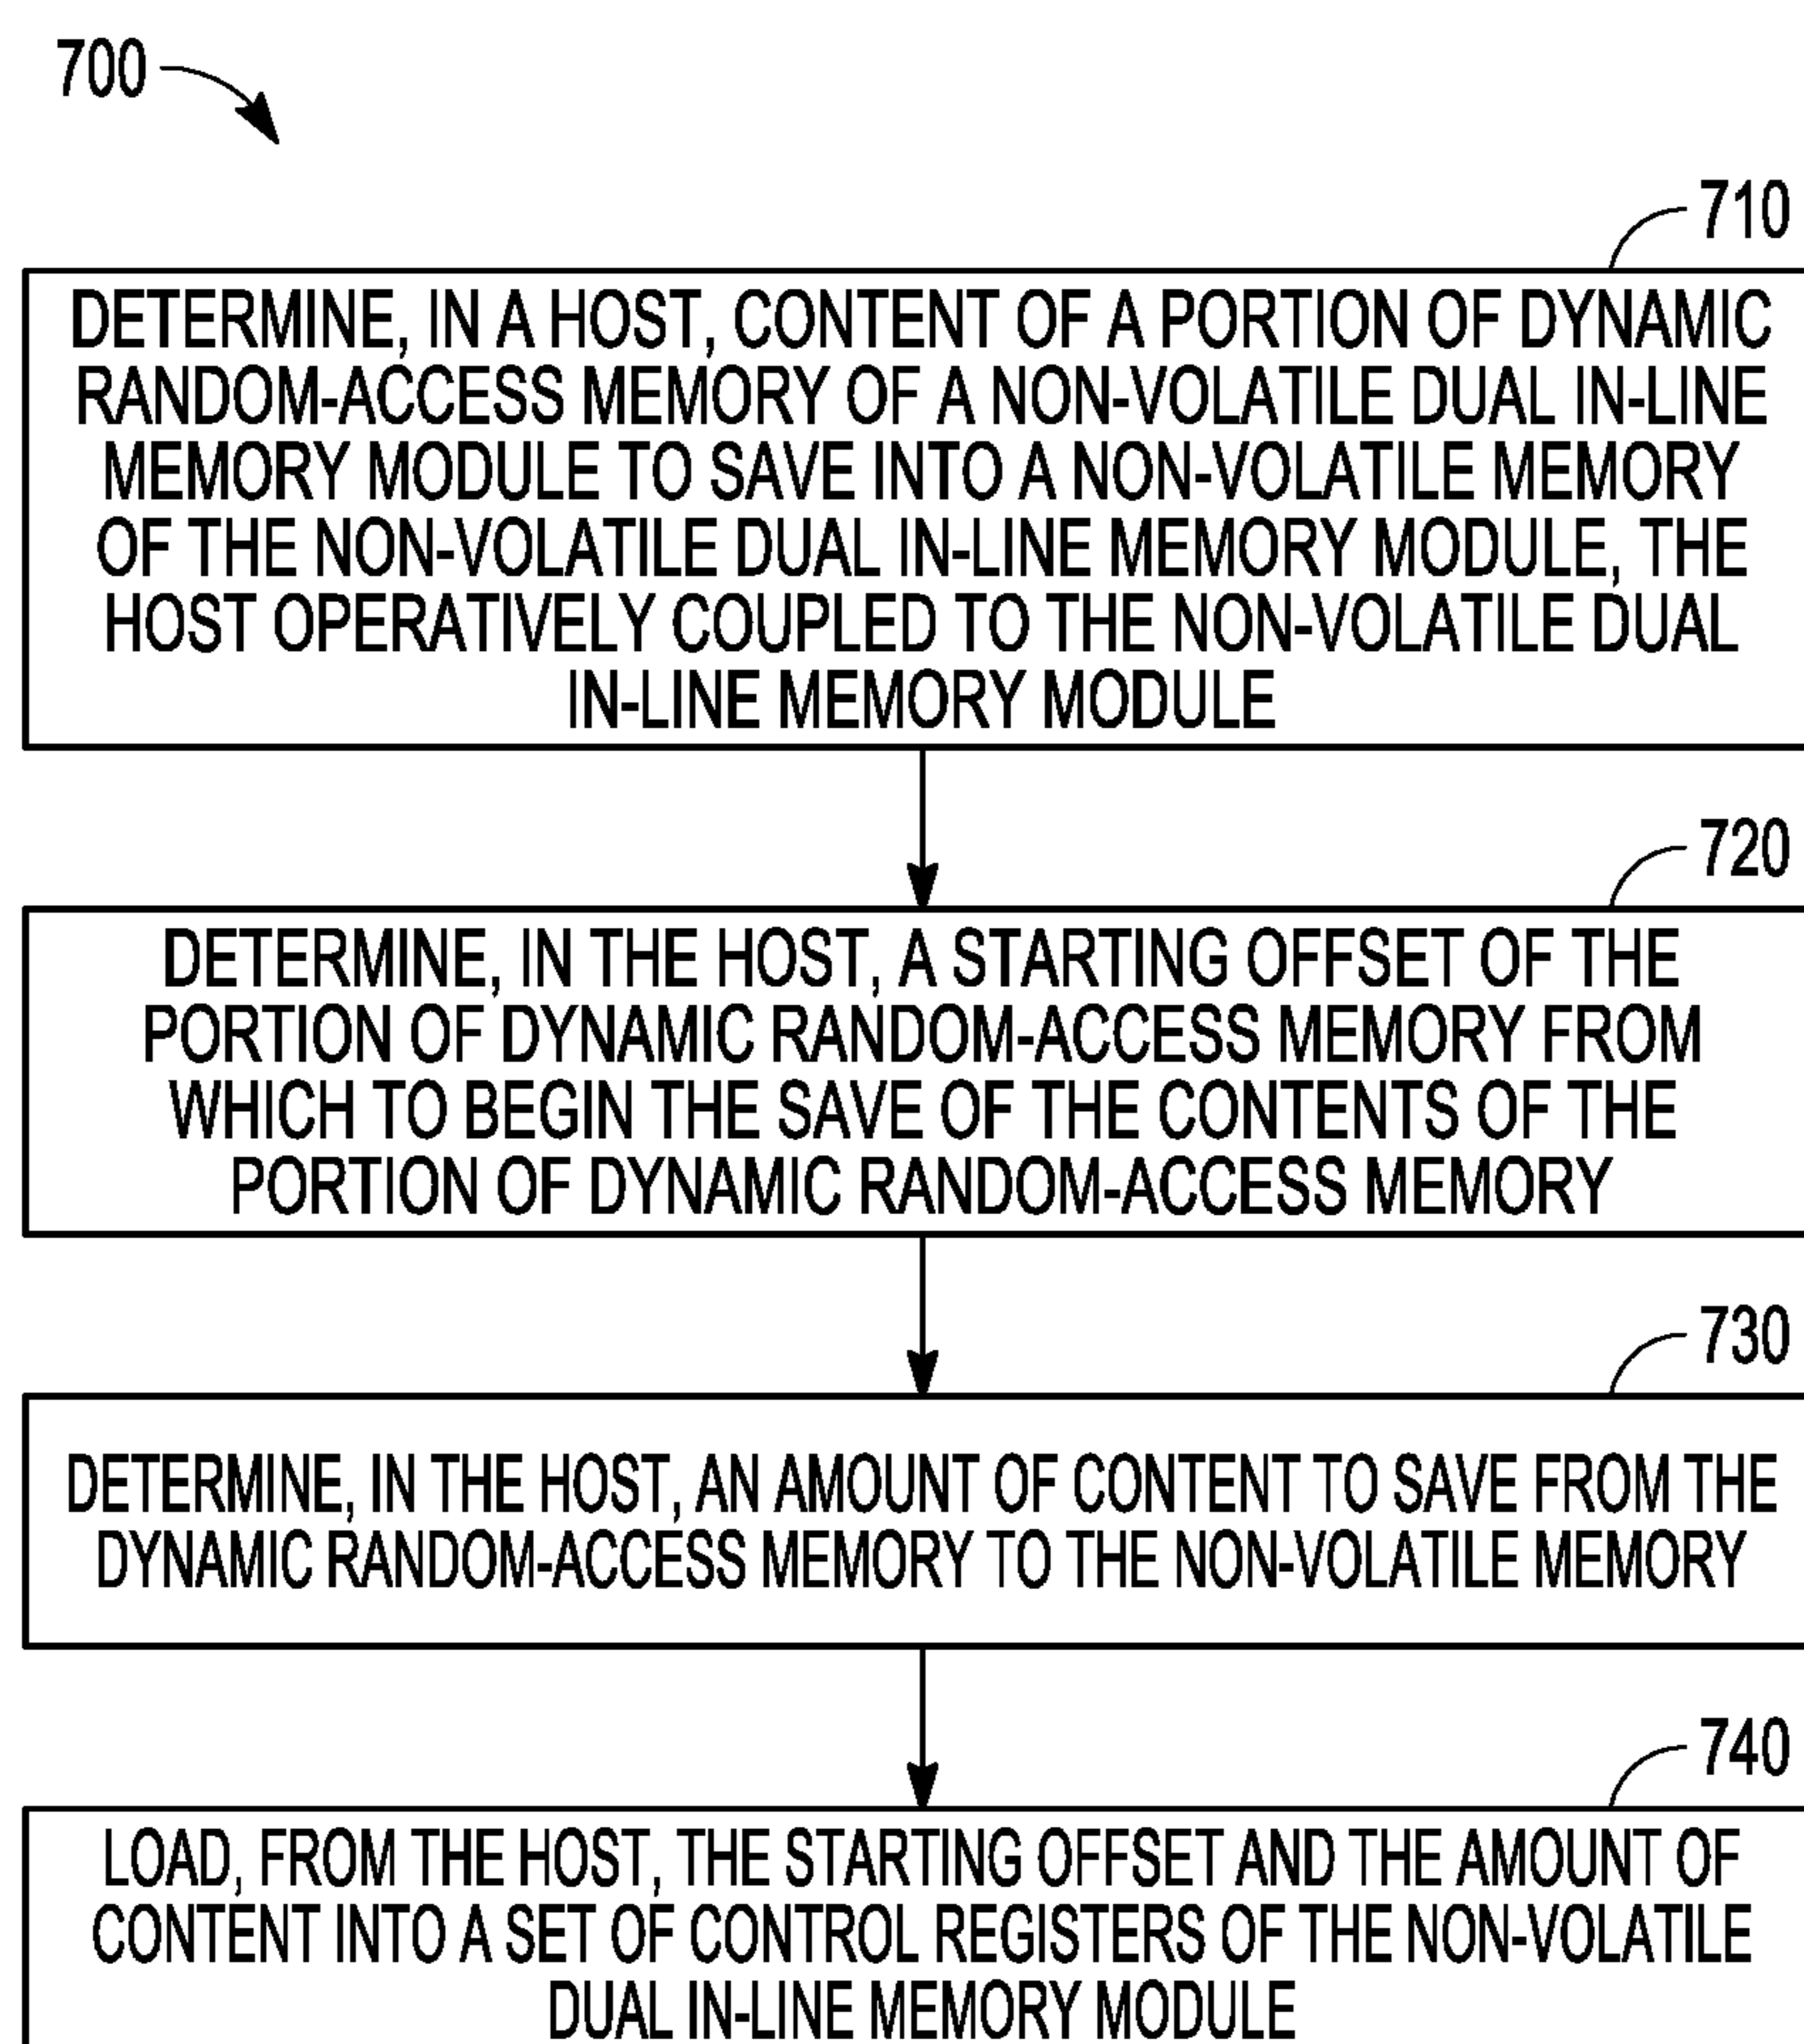 700
710
DETERMINE, IN A HOST, CONTENT OF A PORTION OF DYNAMIC
RANDOM-ACCESS MEMORY OF A NON-VOLATILE DUAL IN-LINE
MEMORY MODULE TO SAVE INTO A NON-VOLATILE MEMORY
OF THE NON-VOLATILE DUAL IN-LINE MEMORY MODULE, THE
HOST OPERATIVELY COUPLED TO THE NON-VOLATILE DUAL
IN-LINE MEMORY MODULE
720
DETERMINE, IN THE HOST, A STARTING OFFSET OF THE
PORTION OF DYNAMIC RANDOM-ACCESS MEMORY FROM
WHICH TO BEGIN THE SAVE OF THE CONTENTS OF THE
PORTION OF DYNAMIC RANDOM-ACCESS MEMORY
730
DETERMINE, IN THE HOST, AN AMOUNT OF CONTENT TO SAVE FROM THE
DYNAMIC RANDOM-ACCESS MEMORY TO THE NON-VOLATILE MEMORY
740
LOAD, FROM THE HOST, THE STARTING OFFSET AND THE AMOUNT OF
CONTENT INTO A SET OF CONTROL REGISTERS OF THE NON-VOLATILE
DUAL IN-LINE MEMORY MODULE